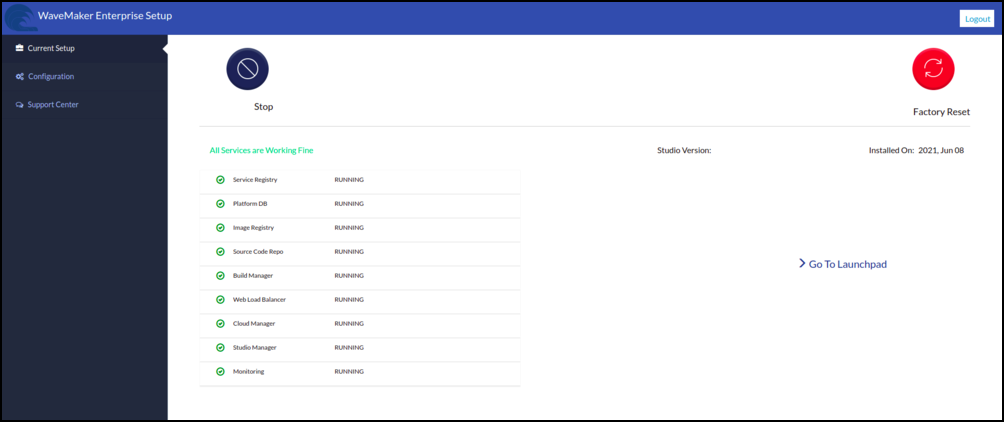 WaveMaker Enterprise Setup
Logout
Current Setup
Configuration
Support Center
Stop
Factory Reset
All Services are Working Fine
Studio Version:
Installed On: 2021, Jun 08
Service Registry RUNNING
Platform DB RUNNING
Image Registry RUNNING
Source Code Repo RUNNING
Build Manager RUNNING
Web Load Balancer RUNNING
Cloud Manager RUNNING
Studio Manager RUNNING
Monitoring RUNNING
Go To Launchpad